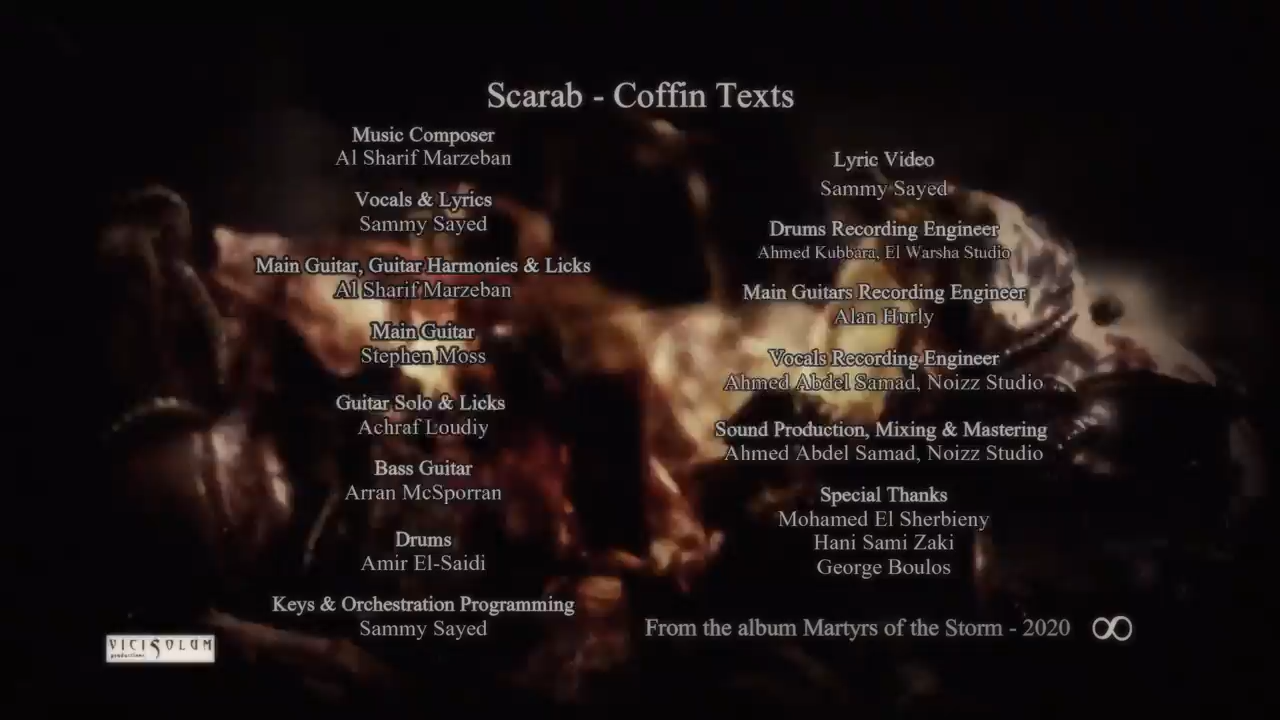 Scarab - Coffin Texts
Music Composer
Al Sharif Marzeban
Vocals & Lyrics
Sammy Sayed
Main Guitar, Guitar Harmonies & Licks
Al Sharif Marzeban
Main Guitar
Stephen Moss
Guitar Solo & Licks
Achraf Loudiy
Bass Guitar
Arran McSporran
Drums
Amir El-Saidi
Keys & Orchestration Programming
Sammy Sayed
Lyric Video
Sammy Sayed
Drums Recording Engineer
Ahmed Kubbara, El Warsha Studio
Main Guitars Recording Engineer
Alan Hurly
Vocals Recording Engineer
Ahmed Abdel Samad, Noizz Studio
Sound Production, Mixing & Mastering
Ahmed Abdel Samad, Noizz Studio
Special Thanks
Mohamed El Sherbieny
Hani Sami Zaki
George Boulos
From the album Martyrs of the Storm - 2020
VICISOLUM
productions